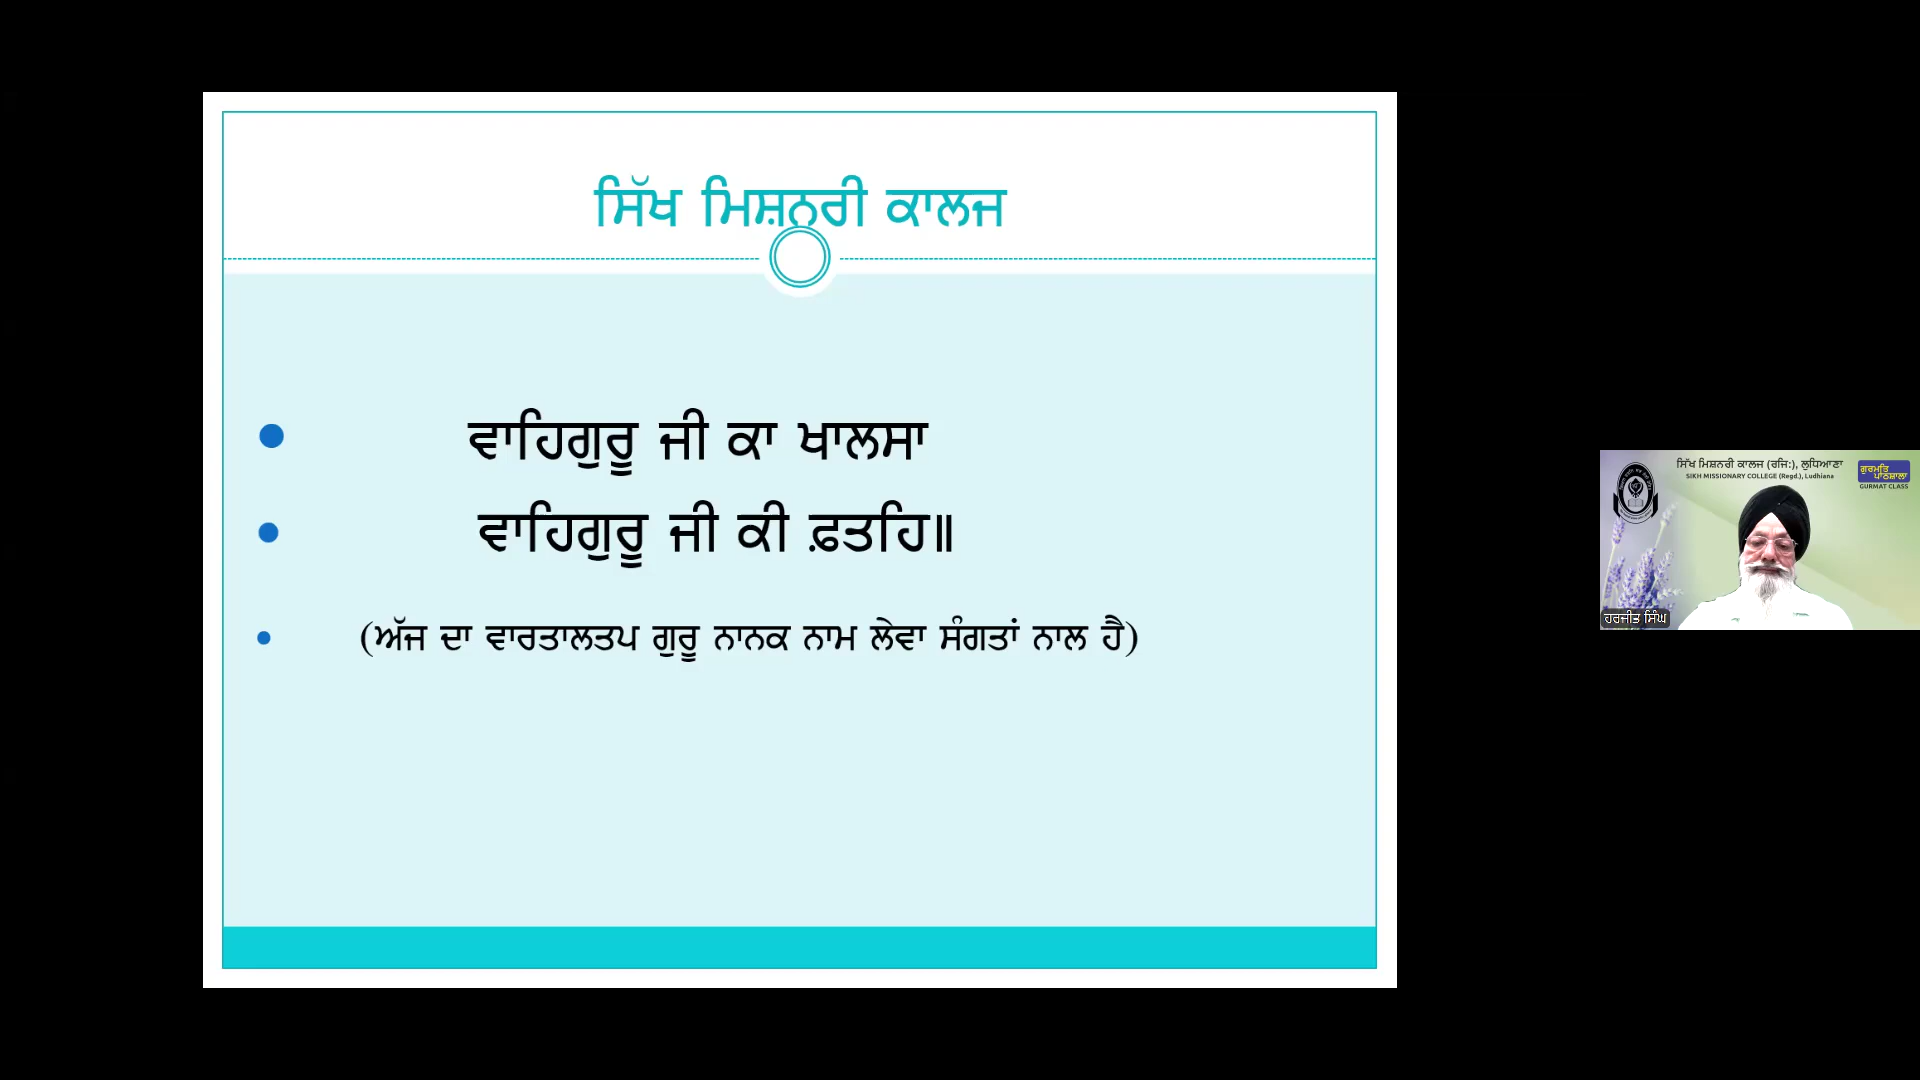 ਸਿੱਖ ਮਿਸ਼ਨਰੀ ਕਾਲਜ
ਵਾਹਿਗੁਰੂ ਜੀ ਕਾ ਖਾਲਸਾ
ਵਾਹਿਗੁਰੂ ਜੀ ਕੀ ਫ਼ਤਹਿ॥
(ਅੱਜ ਦਾ ਵਾਰਤਾਲਤਪ ਗੁਰੂ ਨਾਨਕ ਨਾਮ ਲੇਵਾ ਸੰਗਤਾਂ ਨਾਲ ਹੈ)
ਸਿੱਖ ਮਿਸ਼ਨਰੀ ਕਾਲਜ (ਰਜਿ:), ਲੁਧਿਆਣਾ
SIKH MISSIONARY COLLEGE (Regd.), Ludhiana
ਗੁਰਮਤਿ
ਪਾਠਸ਼ਾਲਾ
GURMAT CLASS
ਹਰਜੀਤ ਸਿੰਘ